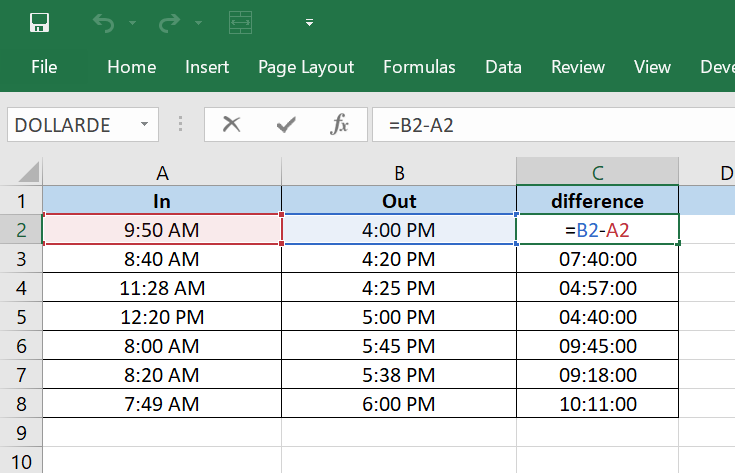 File Home Insert Page Layout Formulas Data Review View Deve
DOLLARDE fx =B2-A2
A B C D
1 In Out difference
2 9:50 AM 4:00 PM =B2-A2
3 8:40 AM 4:20 PM 07:40:00
4 11:28 AM 4:25 PM 04:57:00
5 12:20 PM 5:00 PM 04:40:00
6 8:00 AM 5:45 PM 09:45:00
7 8:20 AM 5:38 PM 09:18:00
8 7:49 AM 6:00 PM 10:11:00
9
10